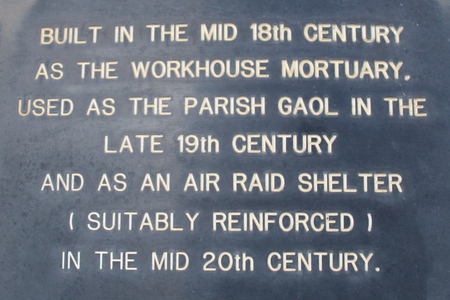 BUILT IN THE MID 18th CENTURY
AS THE WORKHOUSE MORTUARY.
USED AS THE PARISH GAOL IN THE
LATE 19th CENTURY
AND AS AN AIR RAID SHELTER
( SUITABLY REINFORCED )
IN THE MID 20th CENTURY.